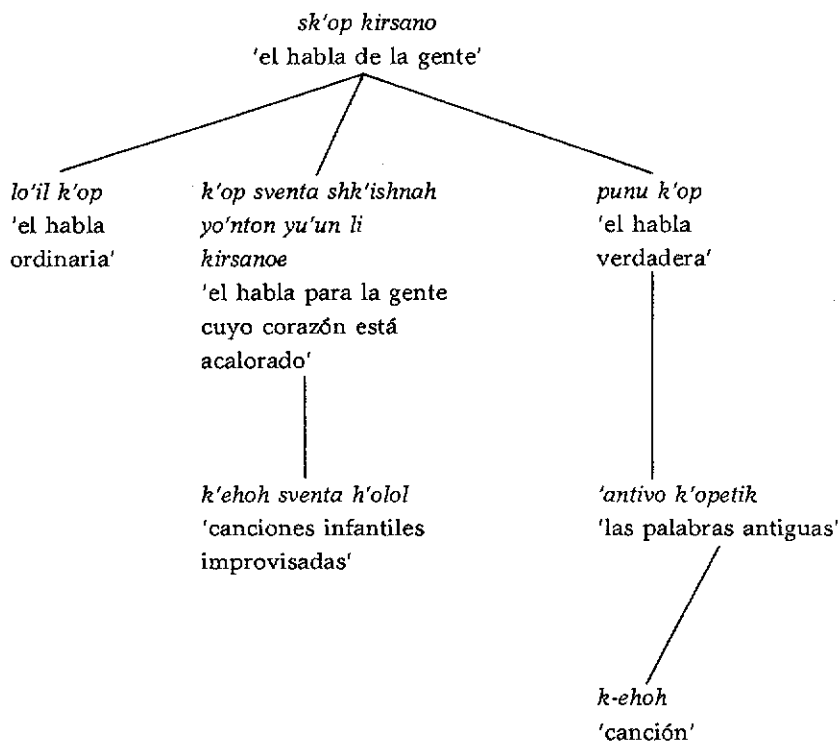 sk'op kirsano
'el habla de la gente'
lo'il k'op
'el habla
ordinaria'
k'op sventa shk'ishnah
yo'nton yu'un li
kirsanoe
'el habla para la gente
cuyo corazón está
acalorado'
punu k'op
'el habla
verdadera'
k'ehoh sventa h'olol
'canciones infantiles
improvisadas'
'antivo k'opetik
'las palabras antiguas'
k-ehoh
'canción'